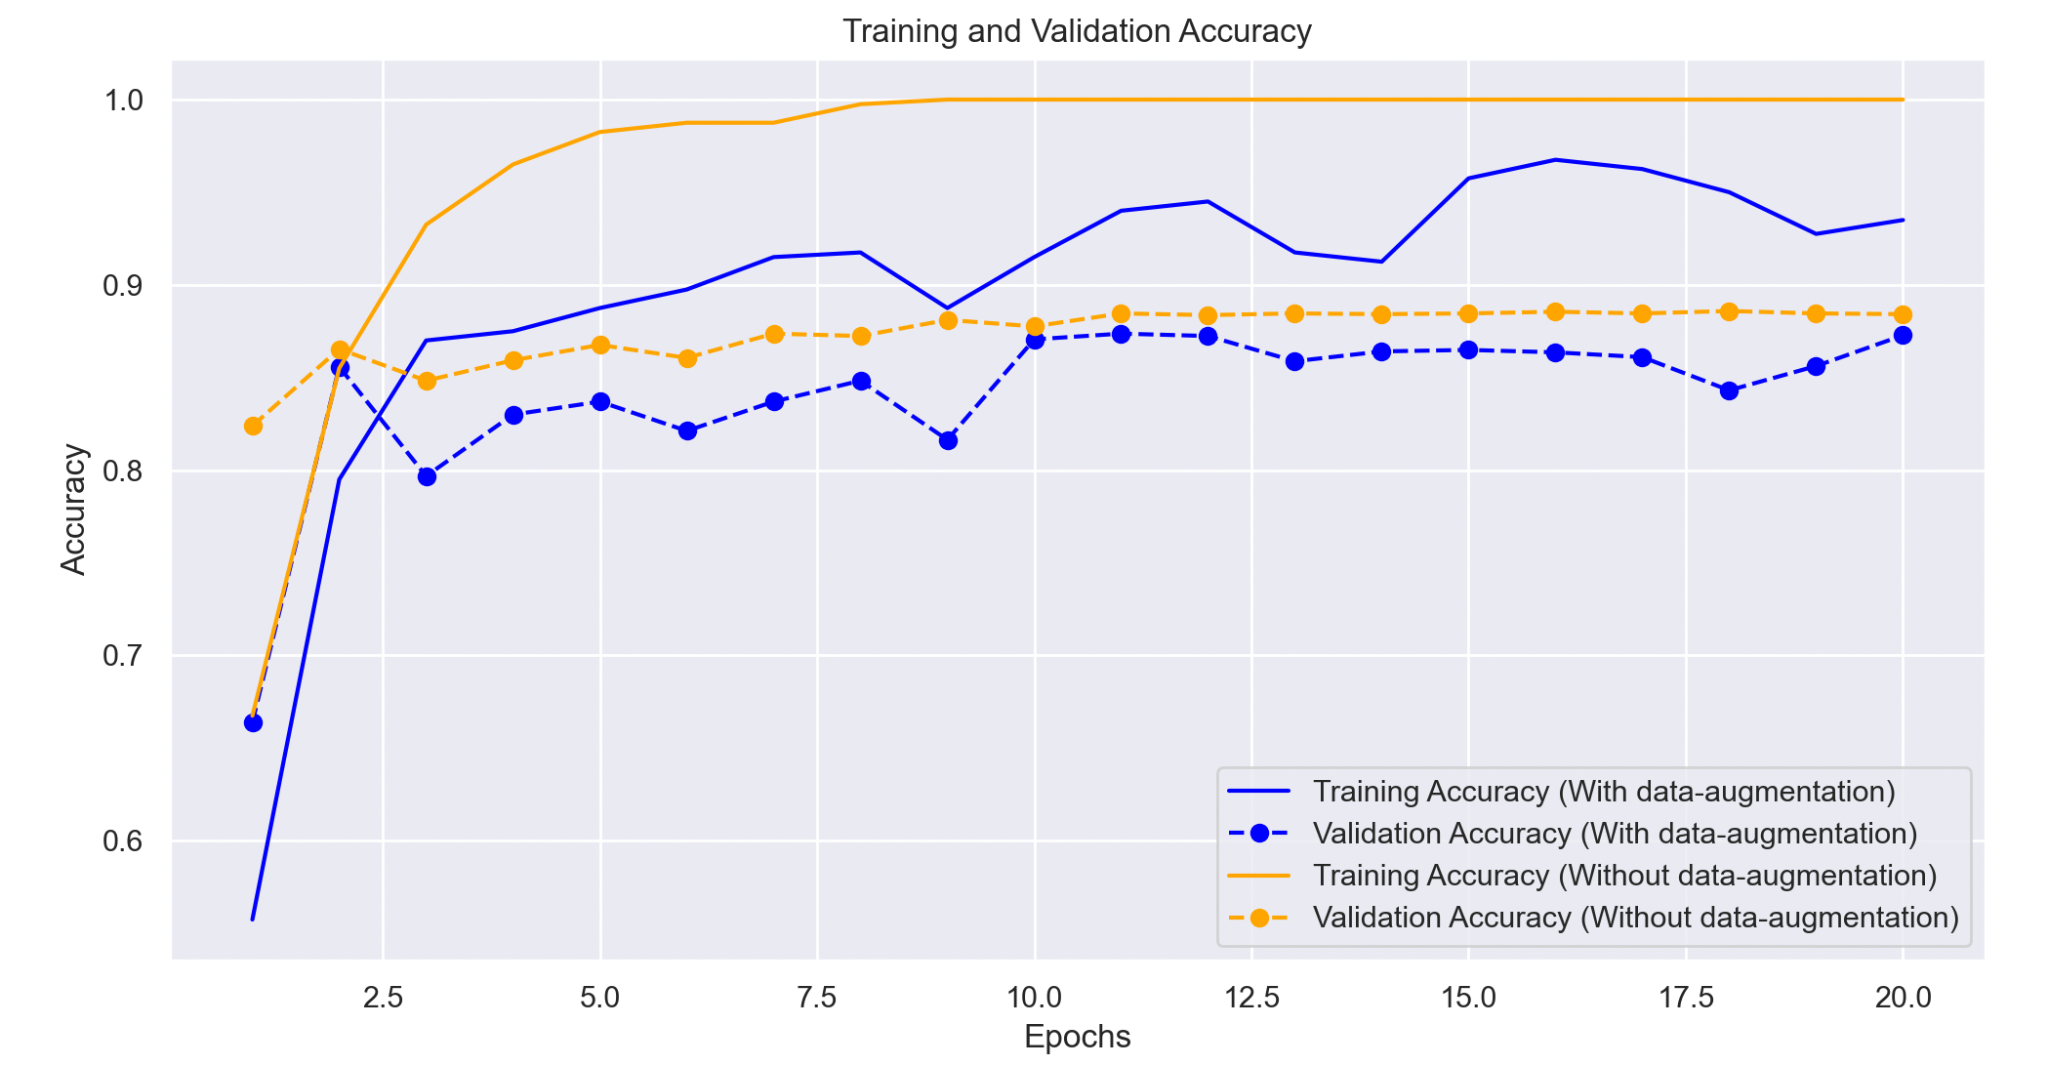 Training and Validation Accuracy
1.0
0.9
0.8
0.7
0.6
Accuracy
2.5 5.0 7.5 10.0 12.5 15.0 17.5 20.0
Epochs
Training Accuracy (With data-augmentation)
Validation Accuracy (With data-augmentation)
Training Accuracy (Without data-augmentation)
Validation Accuracy (Without data-augmentation)